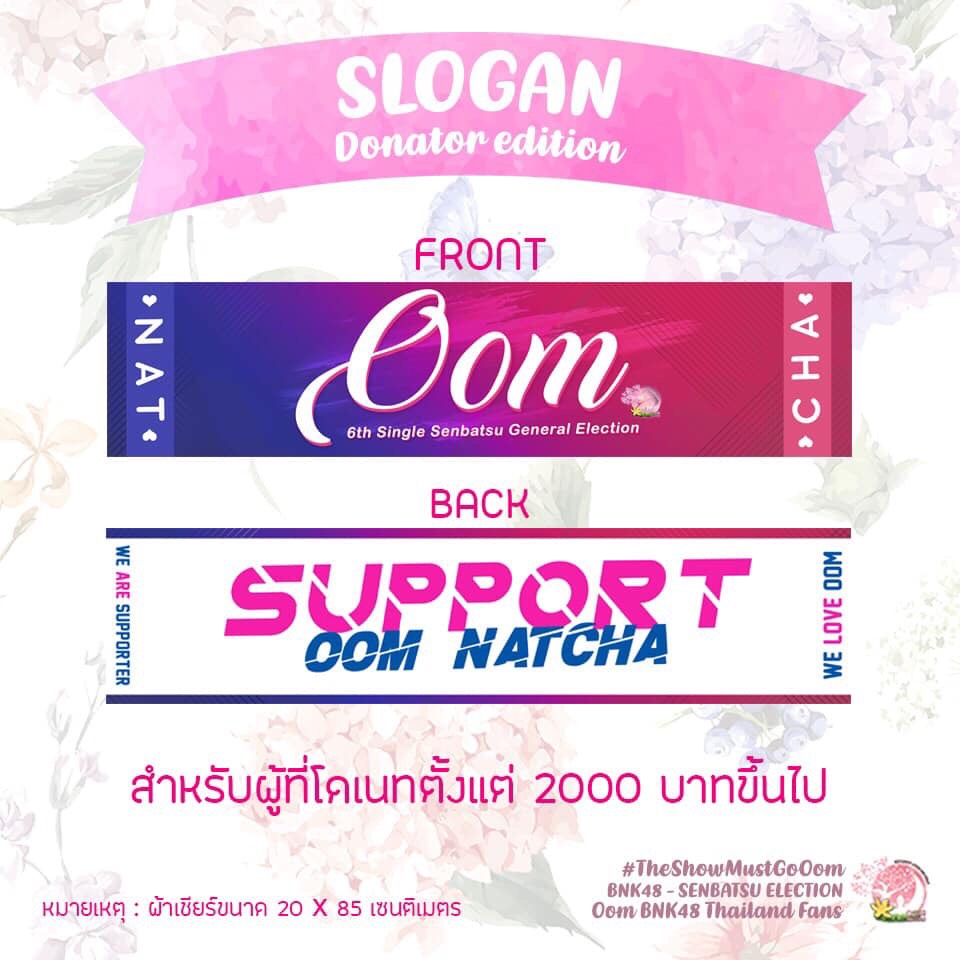 SLOGAN
Donator edition
FRONT
NAT
Oom
6th Single Senbatsu General Election
CHA
BACK
WE ARE SUPPORTER
SUPPORT
OOM NATCHA
WE LOVE OOM
สำหรับผู้ที่โดเนทตั้งแต่ 2000 บาทขึ้นไป
#TheShowMustGoOom
BNK48 - SENBATSU ELECTION
Oom BNK48 Thailand Fans
หมายเหตุ : ผ้าเชียร์ขนาด 20 X 85 เซนติเมตร